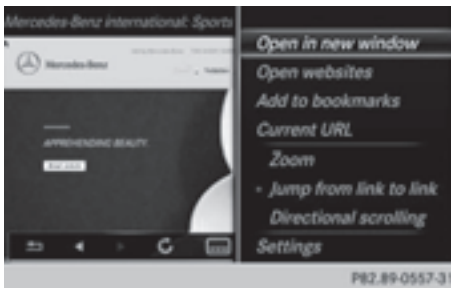 Mercedes-Benz international: Sports
Mercedes-Benz
APPREHENDING BEAUTY.
Open in new window
Open websites
Add to bookmarks
Current URL
Zoom
Jump from link to link
Directional scrolling
Settings
P82.89-0557-31